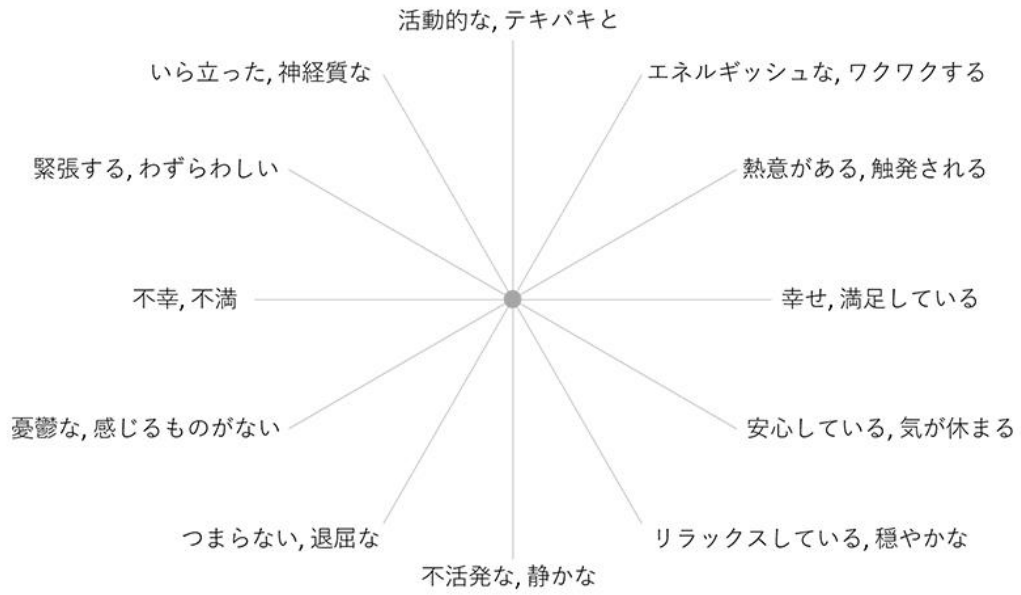 活動的な, テキパキと
いら立った, 神経質な
エネルギッシュな, ワクワクする
緊張する, わずらわしい
熱意がある, 触発される
不幸, 不満
幸せ, 満足している
憂鬱な, 感じるものがない
安心している, 気が休まる
つまらない, 退屈な
リラックスしている, 穏やかな
不活発な, 静かな